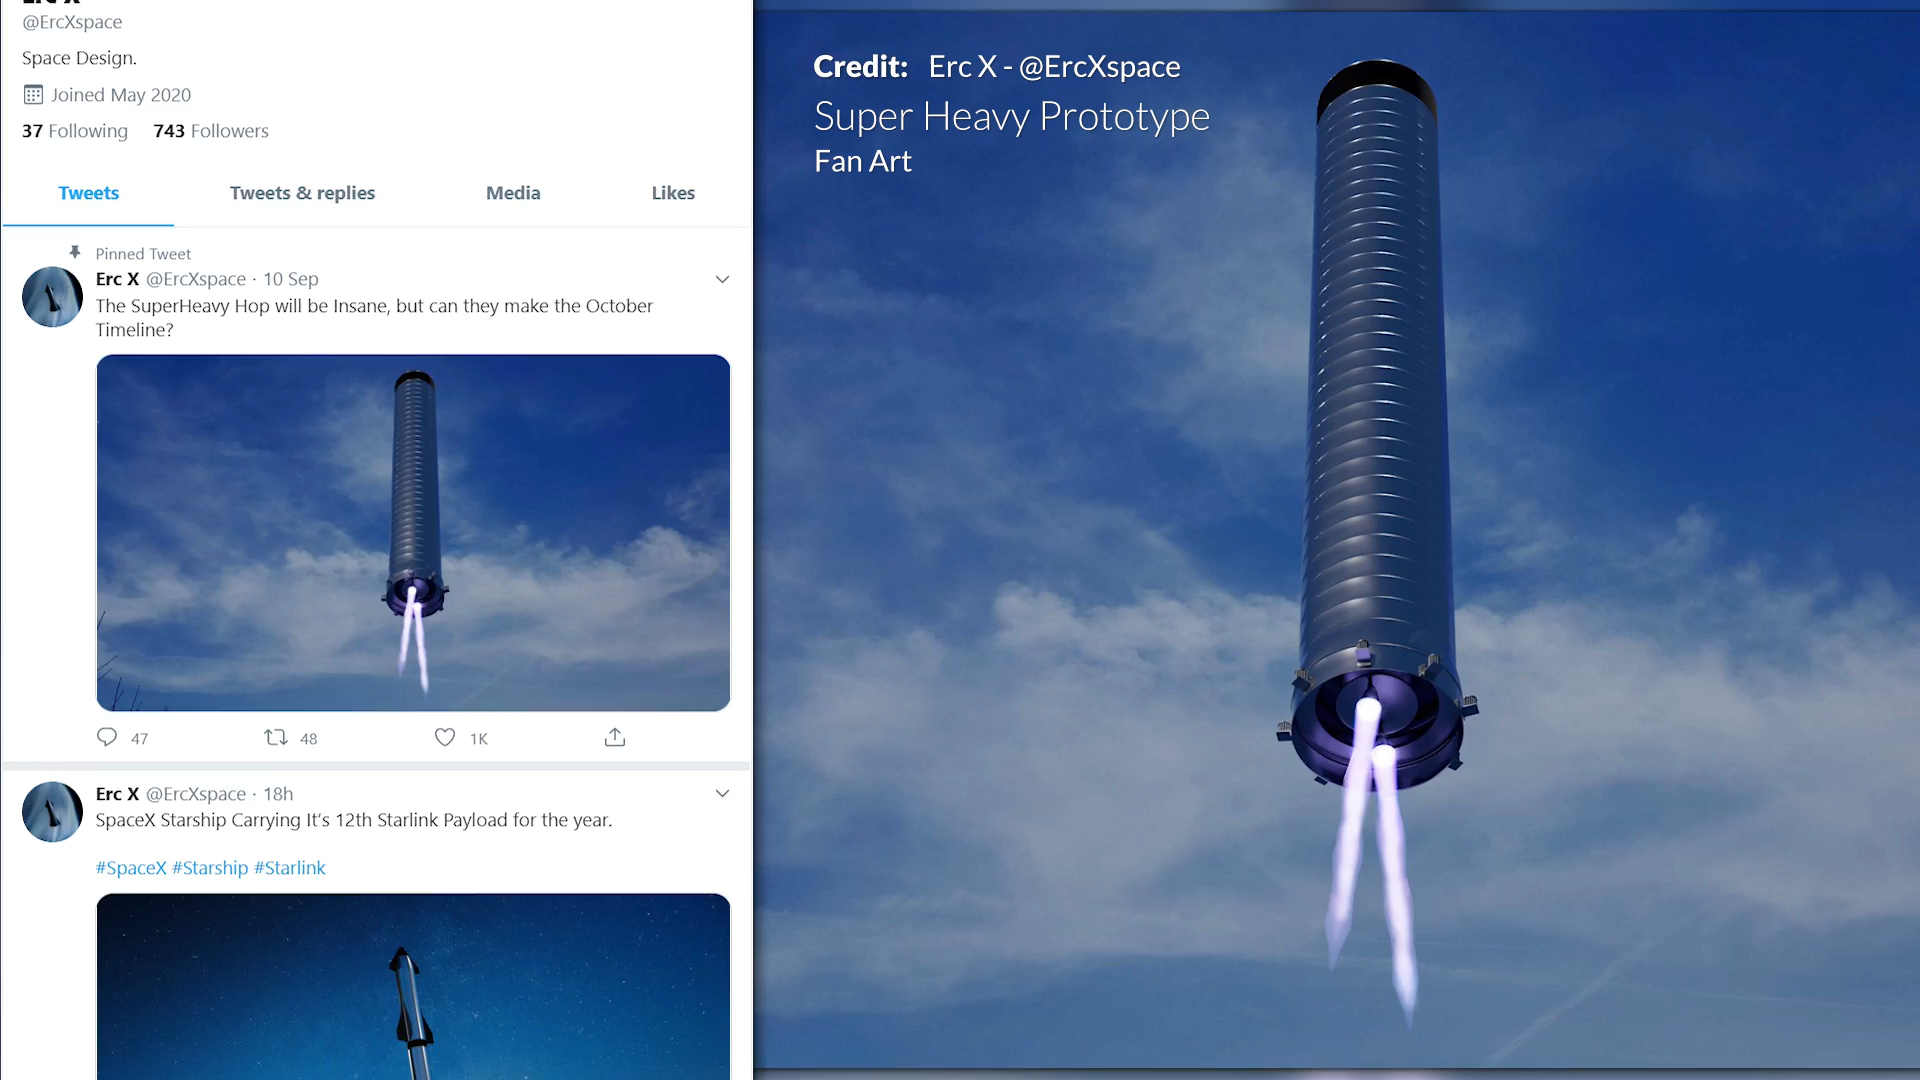 Erc X
@ErcXspace
Space Design.
Joined May 2020
37 Following 743 Followers
Tweets Tweets & replies Media Likes
Pinned Tweet
Erc X @ErcXspace · 10 Sep
The SuperHeavy Hop will be Insane, but can they make the October
Timeline?
47 48 1K
Erc X @ErcXspace · 18h
SpaceX Starship Carrying It's 12th Starlink Payload for the year.
#SpaceX #Starship #Starlink
Credit: Erc X - @ErcXspace
Super Heavy Prototype
Fan Art